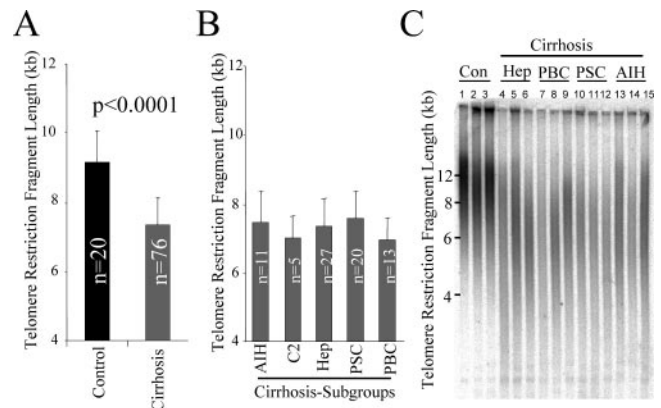 A
Telomere Restriction Fragment Length (kb)
12
10
8
6
4
p<0.0001
n=20
n=76
Control
Cirrhosis
B
Telomere Restriction Fragment Length (kb)
12
10
8
6
4
n=11
n=5
n=27
n=20
n=13
AIH
C2
Hep
PSC
PBC
Cirrhosis-Subgroups
C
Cirrhosis
Con Hep PBC PSC AIH
1 2 3 4 5 6 7 8 9 10 11 12 13 14 15
Telomere Restriction Fragment Length (kb)
12
8
6
4